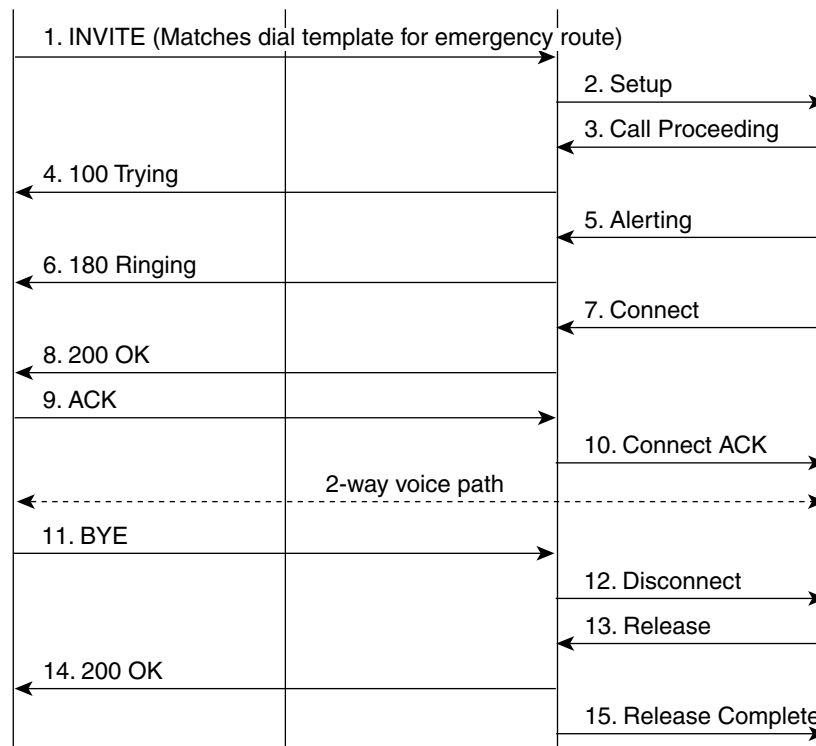 1. INVITE (Matches dial template for emergency route)
2. Setup
3. Call Proceeding
4. 100 Trying
5. Alerting
6. 180 Ringing
7. Connect
8. 200 OK
9. ACK
10. Connect ACK
2-way voice path
11. BYE
12. Disconnect
13. Release
14. 200 OK
15. Release Complete